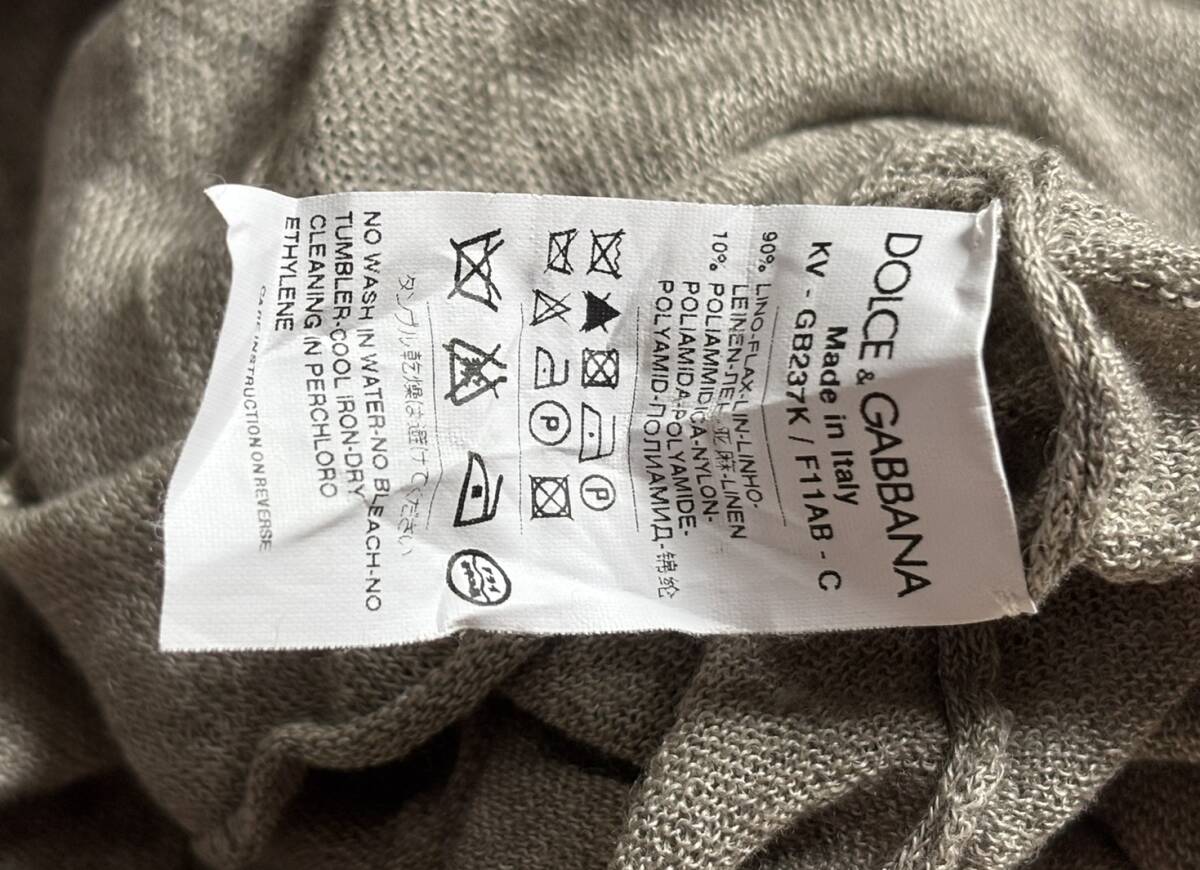 DOLCE & GABBANA
Made in Italy
KV - GB237K / F11AB - C
90% LINO-FLAX-LIN-LINHO-
LEINEN-ЛЕН-亚麻-LINEN
10% POLIAMMIDICA-NYLON-
POLIAMIDA-POLYAMIDE-
POLYAMID-ПОЛИАМИД-锦纶
P
P
タンブル乾燥は避けてください
NO WASH IN WATER-NO BLEACH-NO
TUMBLER-COOL IRON-DRY
CLEANING IN PERCHLORO
ETHYLENE
CARE INSTRUCTION ON REVERSE